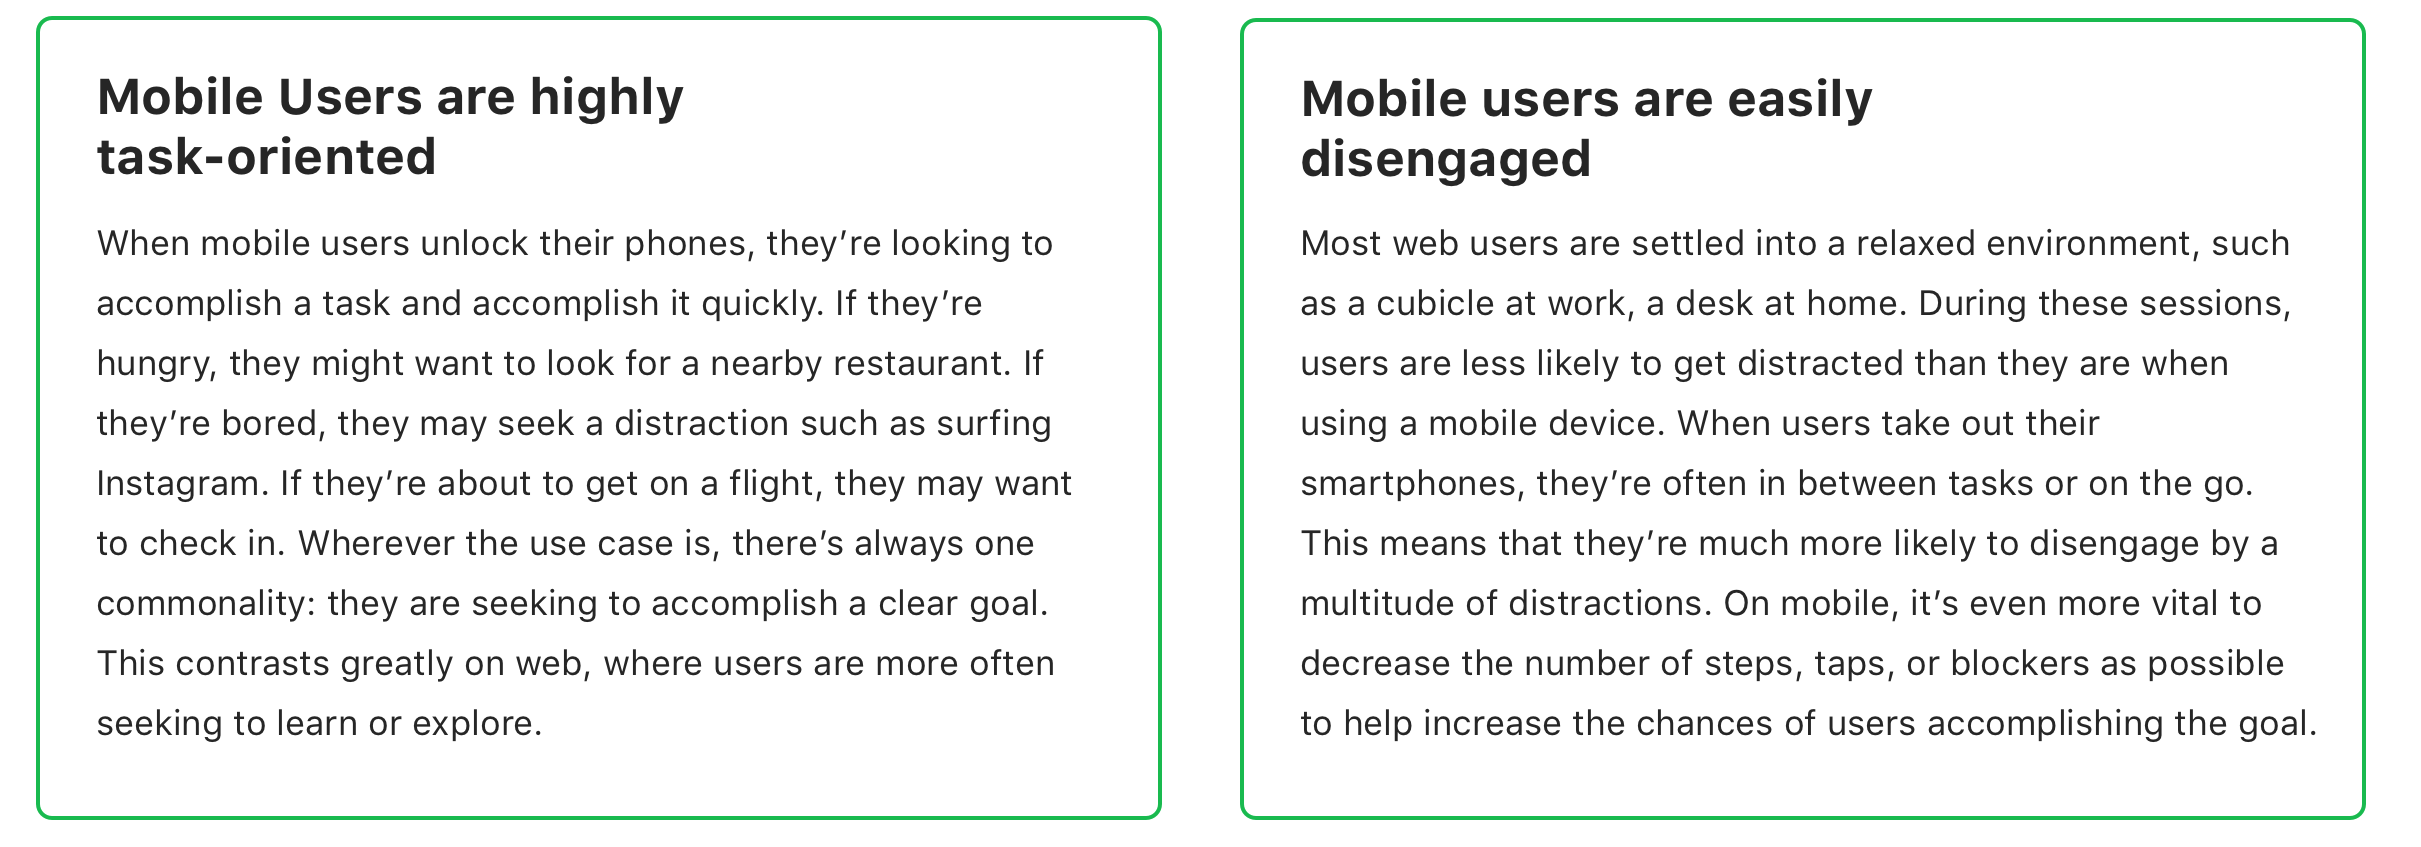 Mobile Users are highly
task-oriented
When mobile users unlock their phones, they’re looking to
accomplish a task and accomplish it quickly. If they’re
hungry, they might want to look for a nearby restaurant. If
they’re bored, they may seek a distraction such as surfing
Instagram. If they’re about to get on a flight, they may want
to check in. Wherever the use case is, there’s always one
commonality: they are seeking to accomplish a clear goal.
This contrasts greatly on web, where users are more often
seeking to learn or explore.
Mobile users are easily
disengaged
Most web users are settled into a relaxed environment, such
as a cubicle at work, a desk at home. During these sessions,
users are less likely to get distracted than they are when
using a mobile device. When users take out their
smartphones, they’re often in between tasks or on the go.
This means that they’re much more likely to disengage by a
multitude of distractions. On mobile, it’s even more vital to
decrease the number of steps, taps, or blockers as possible
to help increase the chances of users accomplishing the goal.